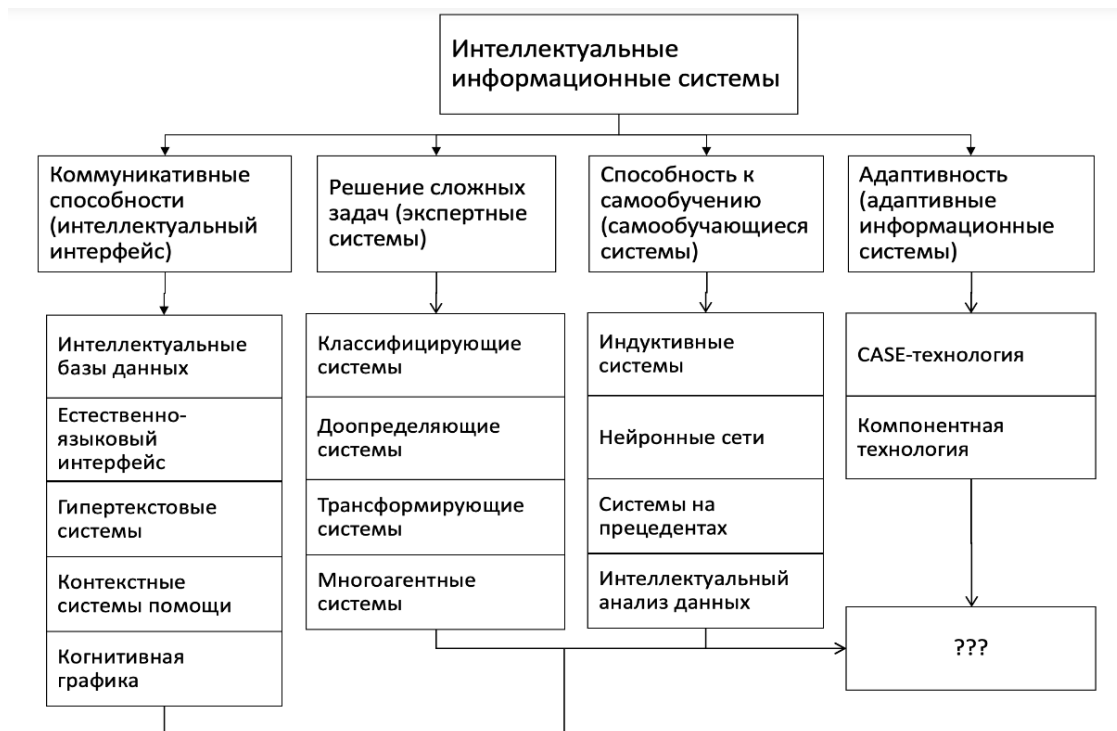 Интеллектуальные
информационные системы
Коммуникативные
способности
(интеллектуальный
интерфейс)
Решение сложных
задач (экспертные
системы)
Способность к
самообучению
(самообучающиеся
системы)
Адаптивность
(адаптивные
информационные
системы)
Интеллектуальные
базы данных
Естественно-
языковый
интерфейс
Гипертекстовые
системы
Контекстные
системы помощи
Когнитивная
графика
Классифицирующие
системы
Доопределяющие
системы
Трансформирующие
системы
Многоагентные
системы
Индуктивные
системы
Нейронные сети
Системы на
прецедентах
Интеллектуальный
анализ данных
CASE-технология
Компонентная
технология
???